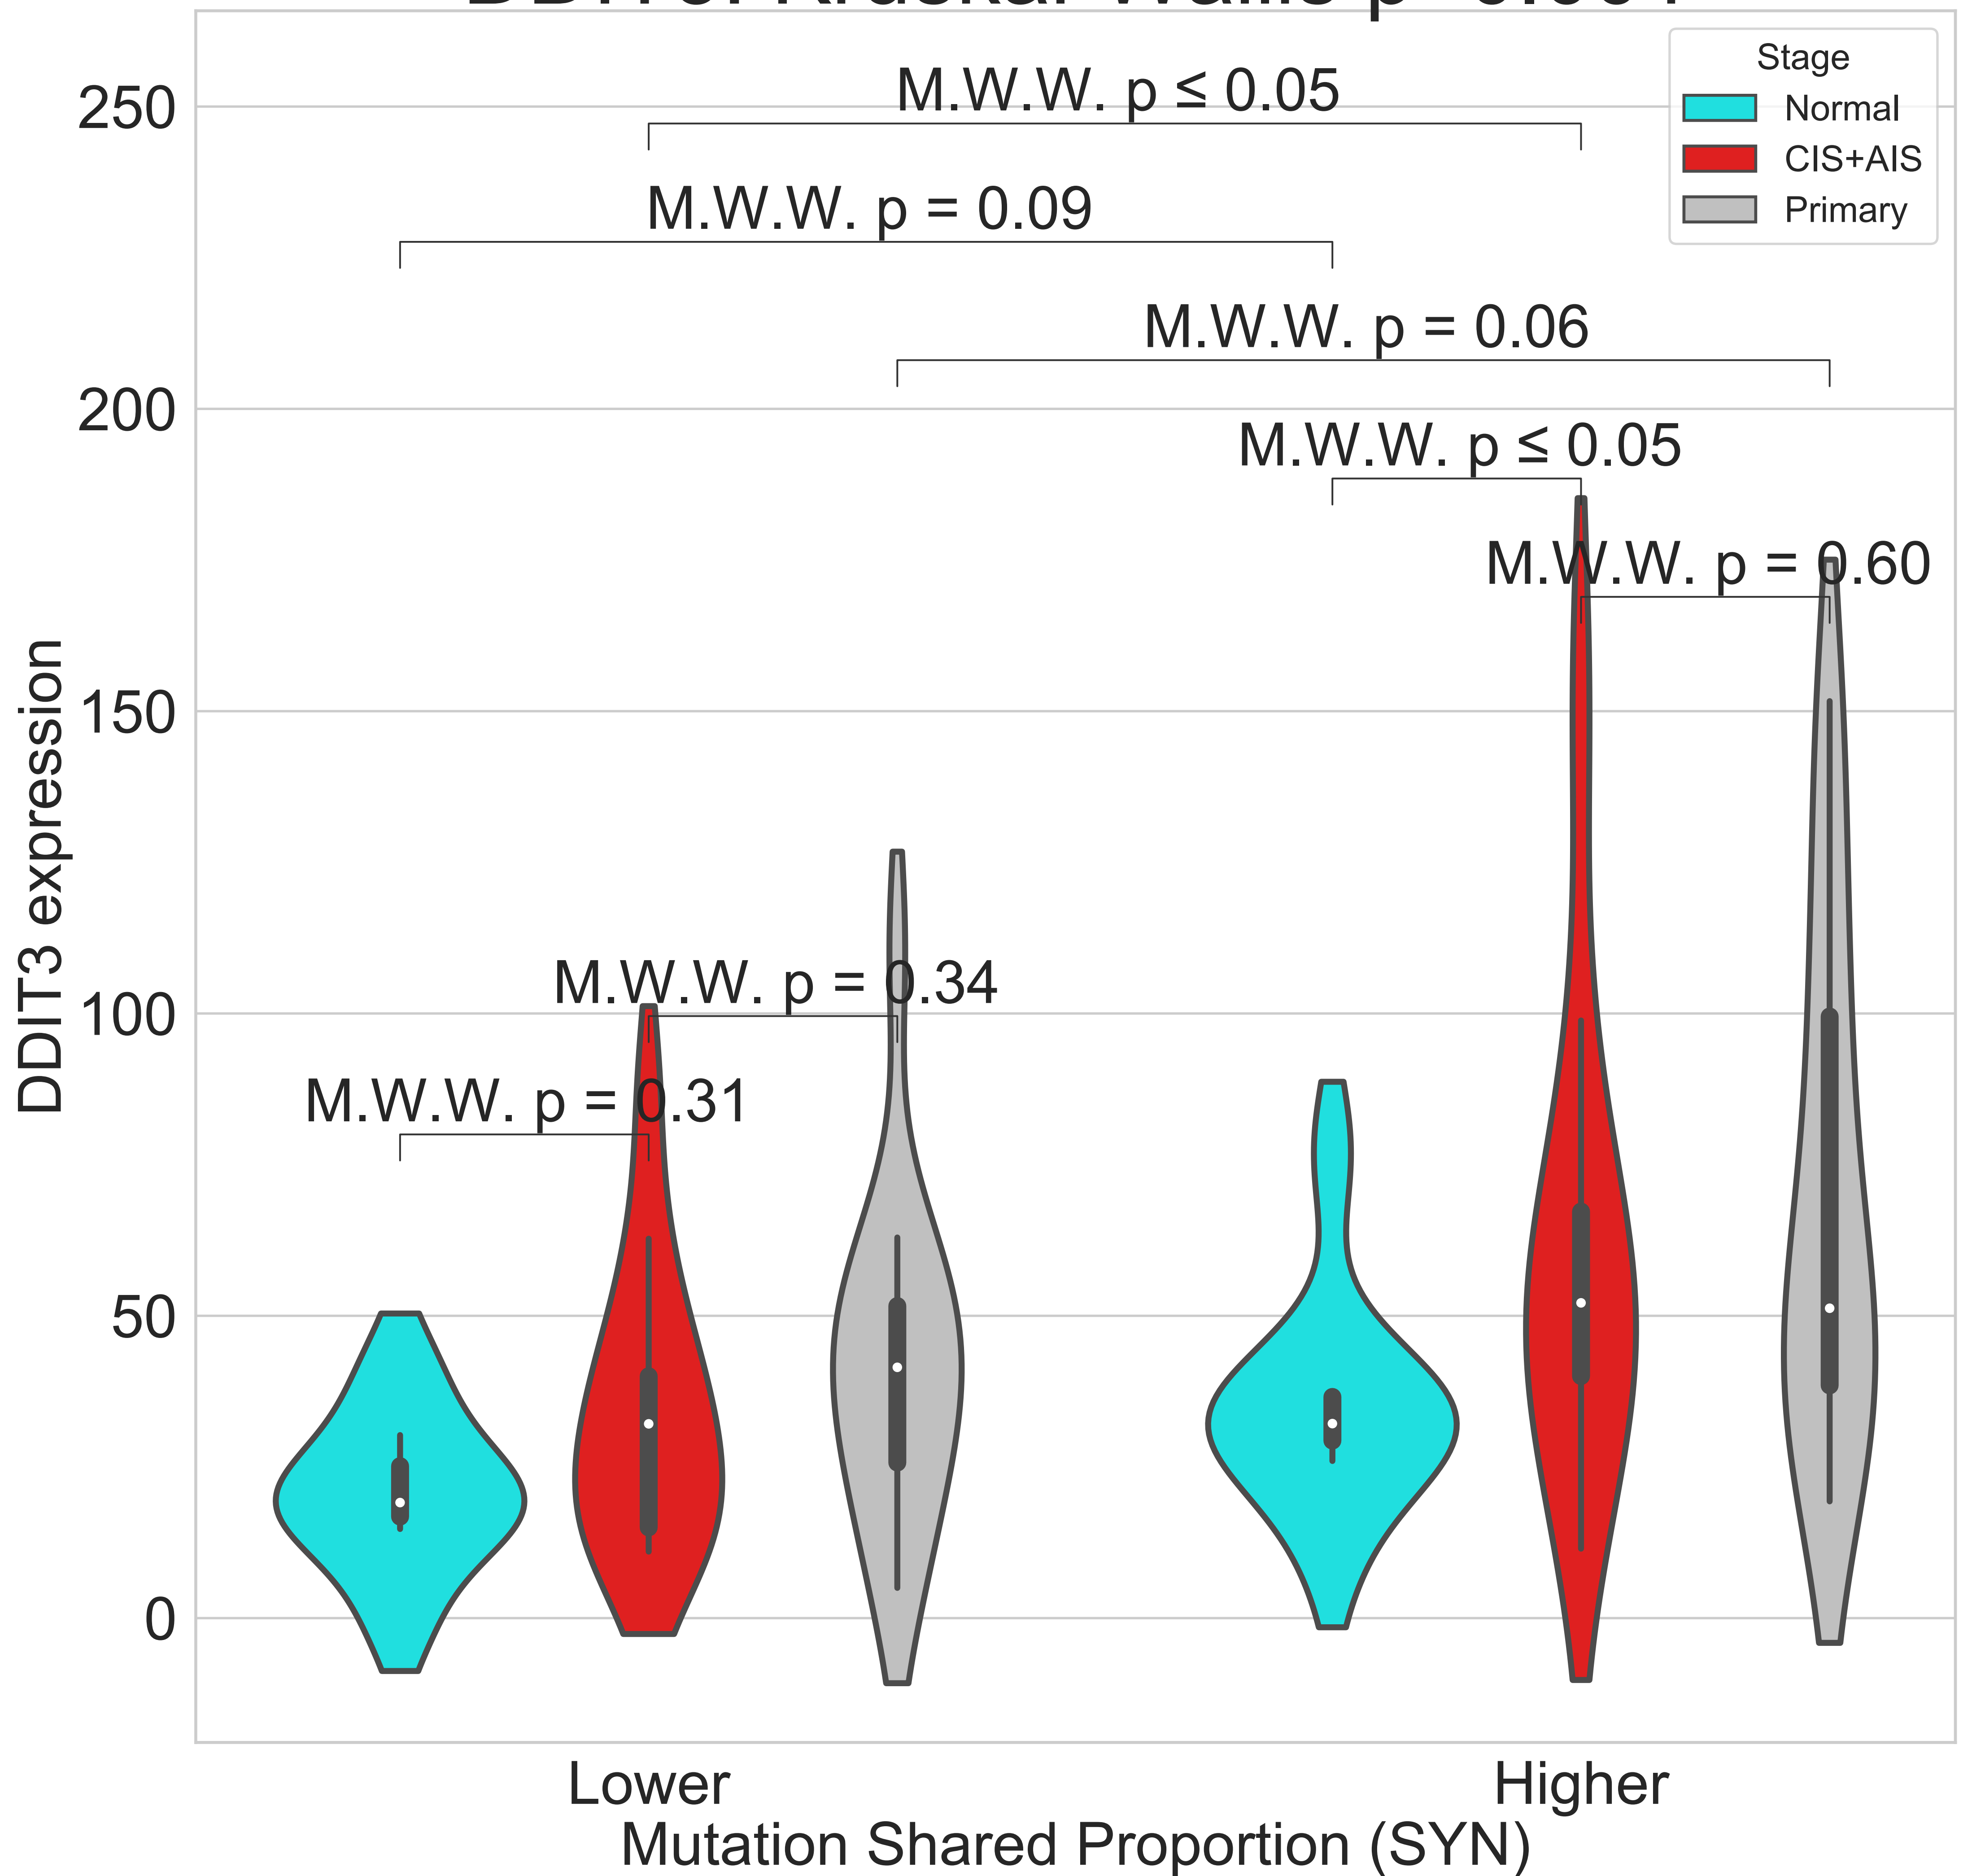 Stage
Normal
CIS+AIS
Primary
M.W.W. p ≤ 0.05
M.W.W. p = 0.09
M.W.W. p = 0.06
M.W.W. p ≤ 0.05
M.W.W. p = 0.60
M.W.W. p = 0.34
M.W.W. p = 0.31
250
200
150
100
50
0
DDIT3 expression
Lower
Higher
Mutation Shared Proportion (SYN)